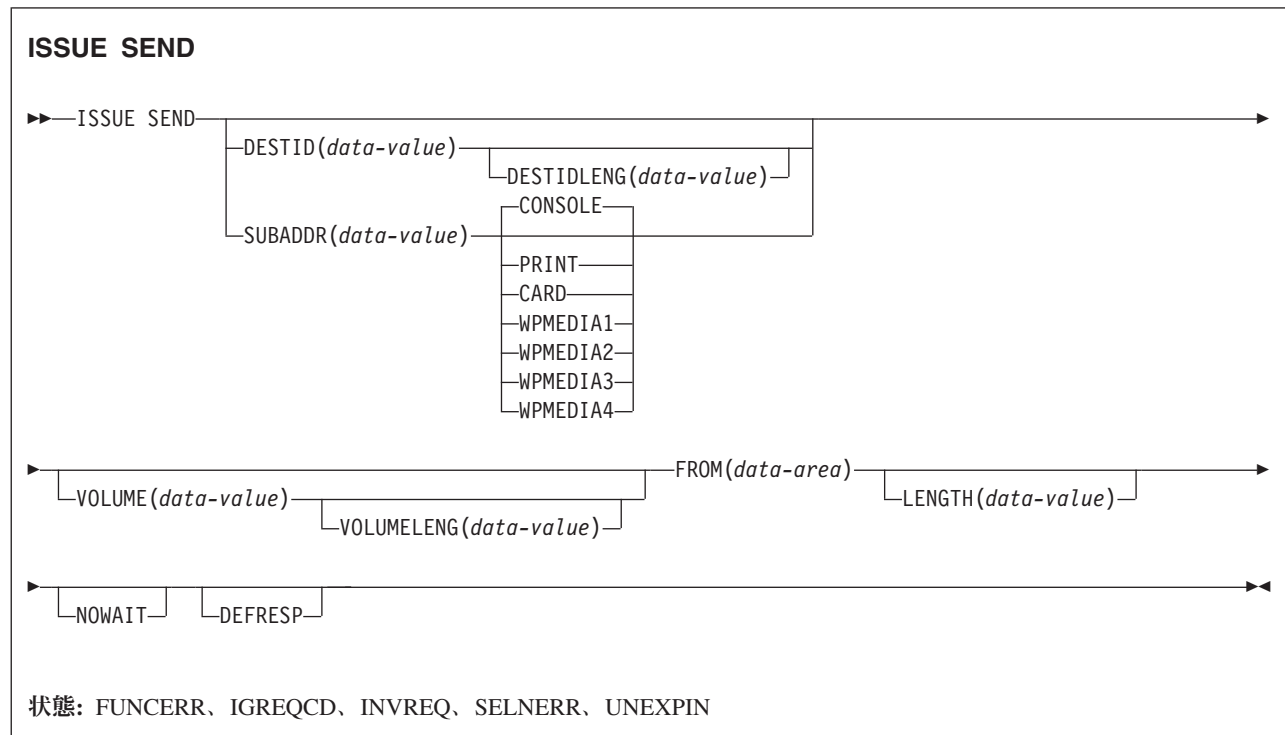 ISSUE SEND
ISSUE SEND
DESTID(data-value)
DESTIDLENG(data-value)
CONSOLE
SUBADDR(data-value)
PRINT
CARD
WPMEDIA1
WPMEDIA2
WPMEDIA3
WPMEDIA4
FROM(data-area)
VOLUME(data-value) LENGTH(data-value)
VOLUMELENG(data-value)
NOWAIT DEFRESP
状態: FUNCERR、IGREQCD、INVREQ、SELNERR、UNEXPIN